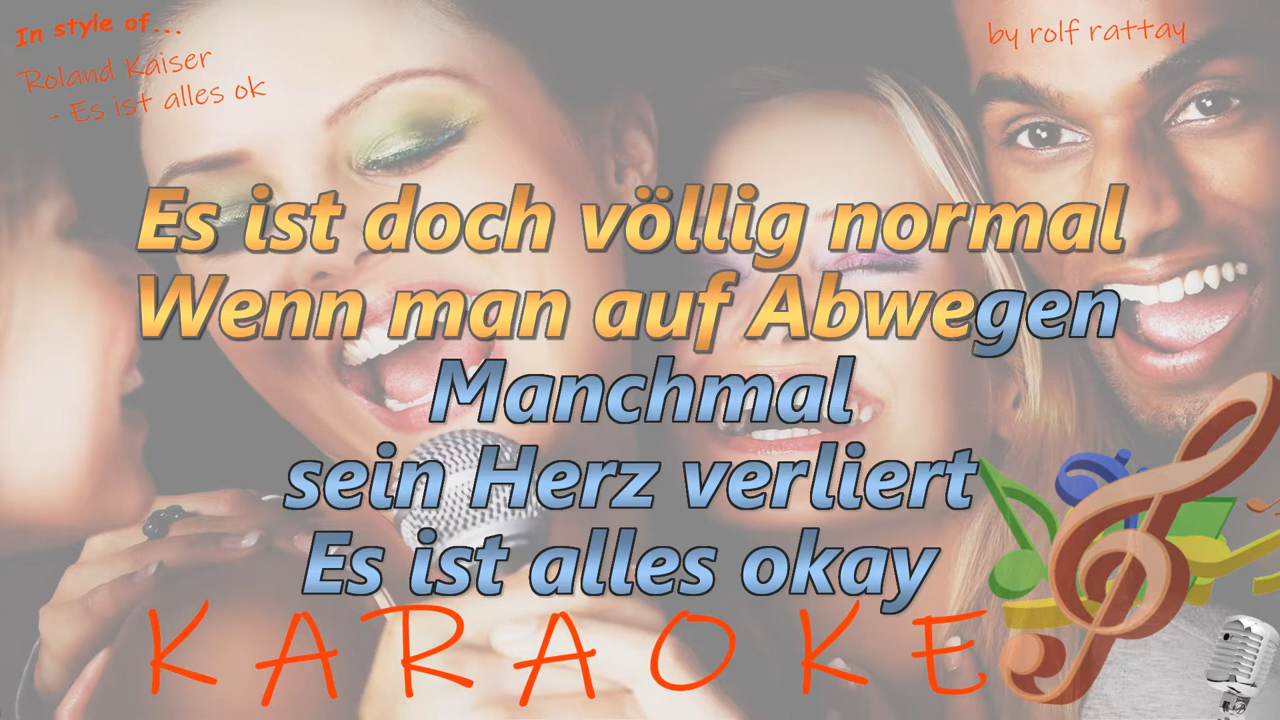 In style of...
Roland Kaiser
- Es ist alles ok
by rolf rattay
Es ist doch völlig normal
Wenn man auf Abwegen
Manchmal
sein Herz verliert
Es ist alles okay
KARAOKE